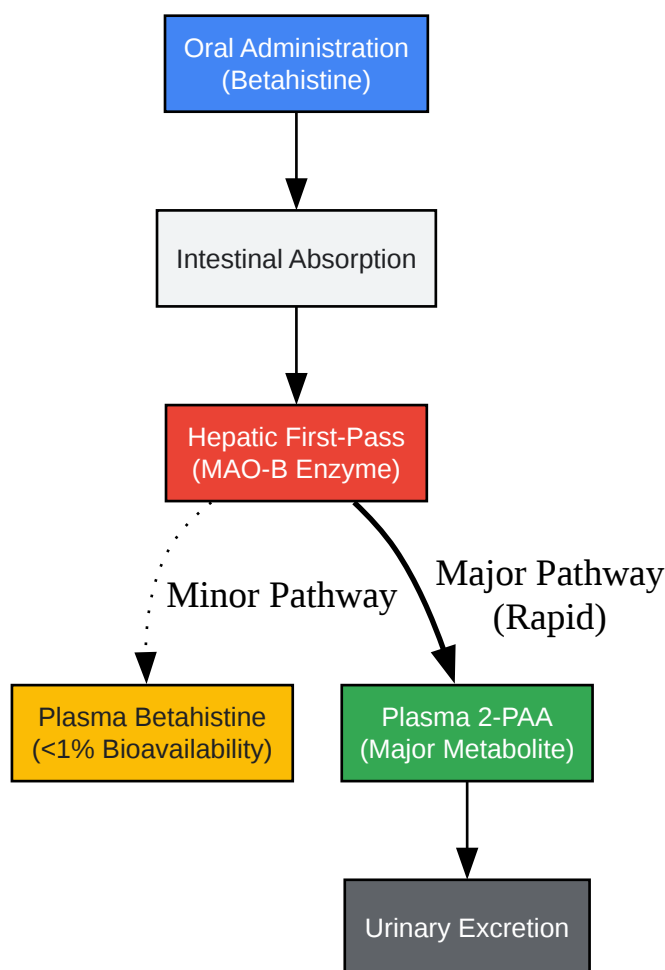 Oral Administration
(Betahistine)
Intestinal Absorption
Hepatic First-Pass
(MAO-B Enzyme)
Minor Pathway
Major Pathway
(Rapid)
Plasma Betahistine
(<1% Bioavailability)
Plasma 2-PAA
(Major Metabolite)
Urinary Excretion